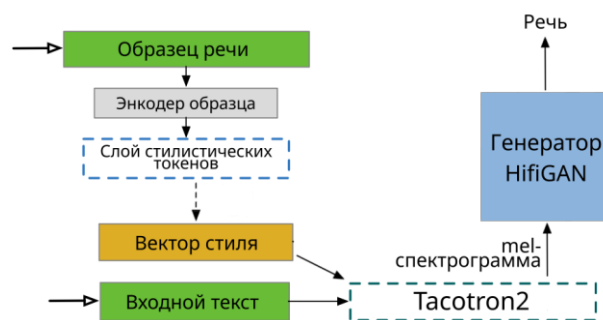 Образец речи
Энкодер образца
Слой стилистических
токенов
Вектор стиля
Входной текст
Tacotron2
mel-
спектрограмма
Генератор
HifiGAN
Речь